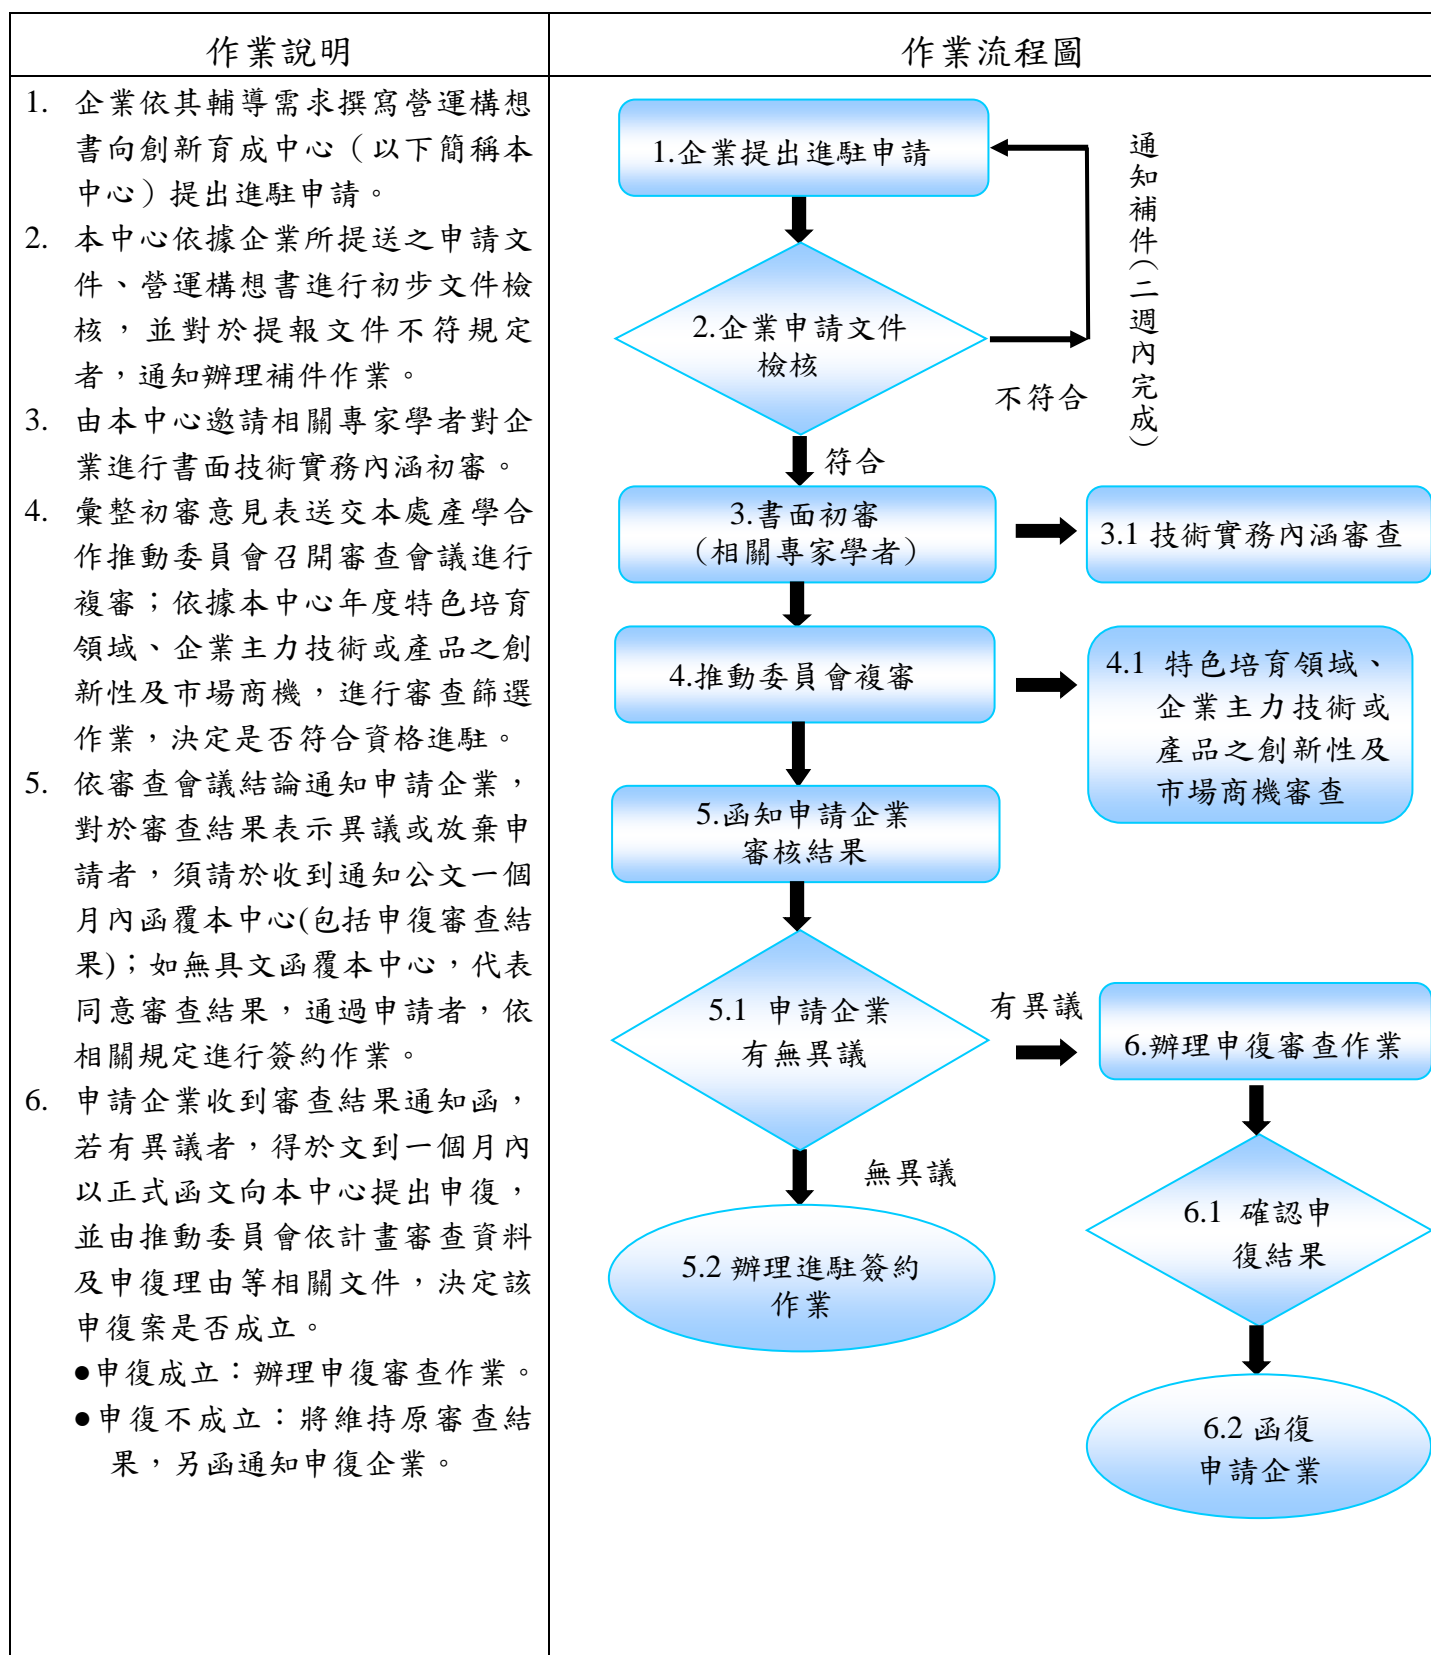 作業說明
1. 企業依其輔導需求撰寫營運構想
書向創新育成中心（以下簡稱本
中心）提出進駐申請。
2. 本中心依據企業所提送之申請文
件、營運構想書進行初步文件檢
核，並對於提報文件不符規定
者，通知辦理補件作業。
3. 由本中心邀請相關專家學者對企
業進行書面技術實務內涵初審。
4. 彙整初審意見表送交本處產學合
作推動委員會召開審查會議進行
複審；依據本中心年度特色培育
領域、企業主力技術或產品之創
新性及市場商機，進行審查篩選
作業，決定是否符合資格進駐。
5. 依審查會議結論通知申請企業，
對於審查結果表示異議或放棄申
請者，須請於收到通知公文一個
月內函覆本中心(包括申復審查結
果)；如無具文函覆本中心，代表
同意審查結果，通過申請者，依
相關規定進行簽約作業。
6. 申請企業收到審查結果通知函，
若有異議者，得於文到一個月內
以正式函文向本中心提出申復，
並由推動委員會依計畫審查資料
及申復理由等相關文件，決定該
申復案是否成立。
●申復成立：辦理申復審查作業。
●申復不成立：將維持原審查結
果，另函通知申復企業。
作業流程圖
1.企業提出進駐申請
通知補件（二週內完成）
2.企業申請文件
檢核
不符合
符合
3.書面初審
（相關專家學者）
3.1 技術實務內涵審查
4.推動委員會複審
4.1 特色培育領域、
企業主力技術或
產品之創新性及
市場商機審查
5.函知申請企業
審核結果
5.1 申請企業
有無異議
有異議
6.辦理申復審查作業
無異議
5.2 辦理進駐簽約
作業
6.1 確認申
復結果
6.2 函復
申請企業